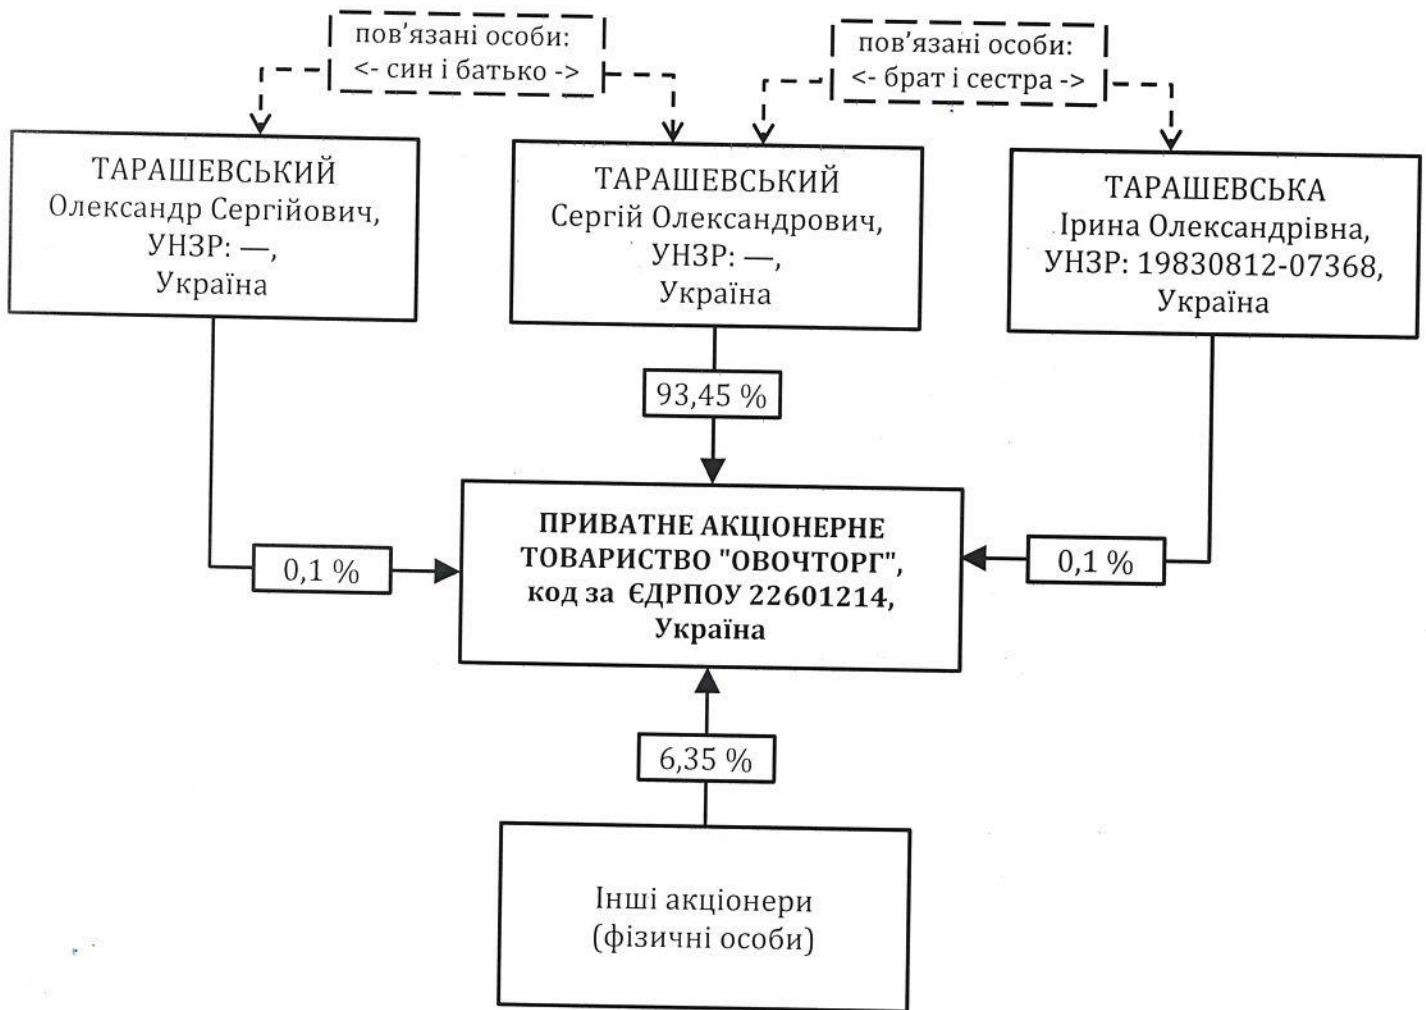 пов’язані особи:
<- син і батько ->
пов’язані особи:
<- брат і сестра ->
ТАРАШЕВСЬКИЙ
Олександр Сергійович,
УНЗР: —,
Україна
ТАРАШЕВСЬКИЙ
Сергій Олександрович,
УНЗР: —,
Україна
ТАРАШЕВСЬКА
Ірина Олександрівна,
УНЗР: 19830812-07368,
Україна
93,45 %
ПРИВАТНЕ АКЦІОНЕРНЕ
ТОВАРИСТВО "ОВОЧТОРГ",
код за ЄДРПОУ 22601214,
Україна
0,1 %
0,1 %
6,35 %
Інші акціонери
(фізичні особи)